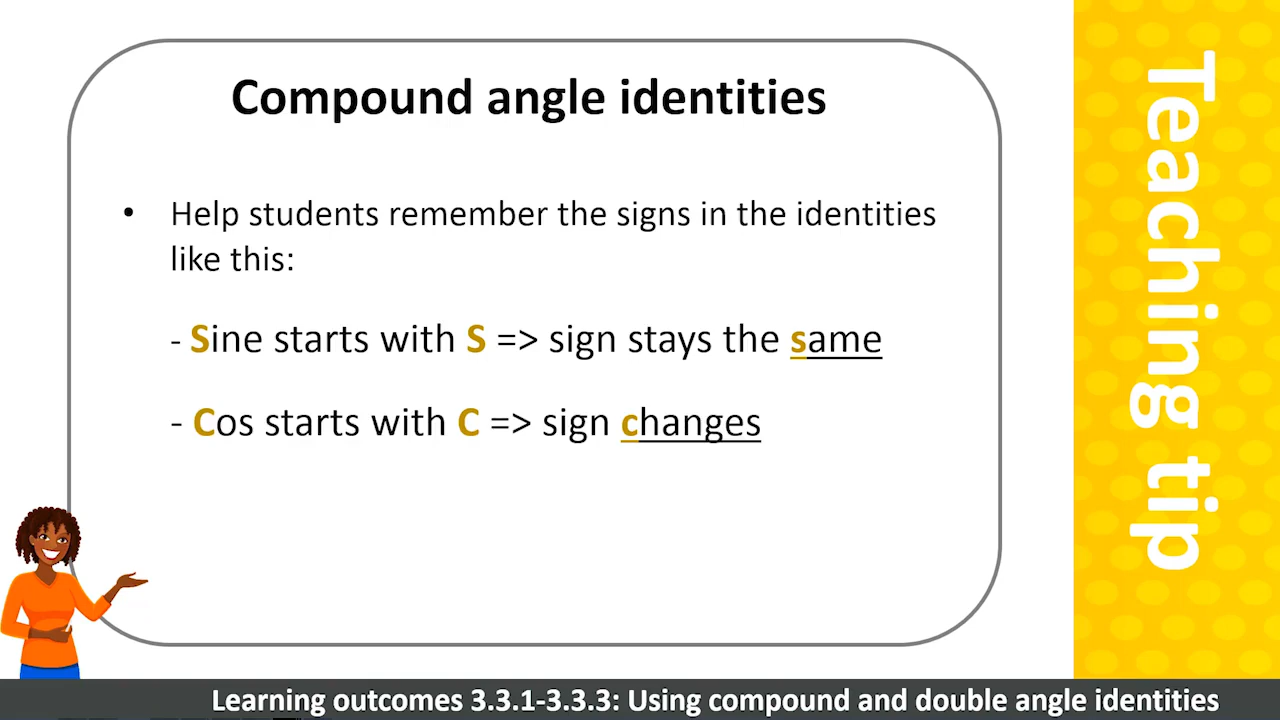 Compound angle identities
• Help students remember the signs in the identities
like this:
- Sine starts with S => sign stays the same
- Cos starts with C => sign changes
Teaching tip
Learning outcomes 3.3.1-3.3.3: Using compound and double angle identities